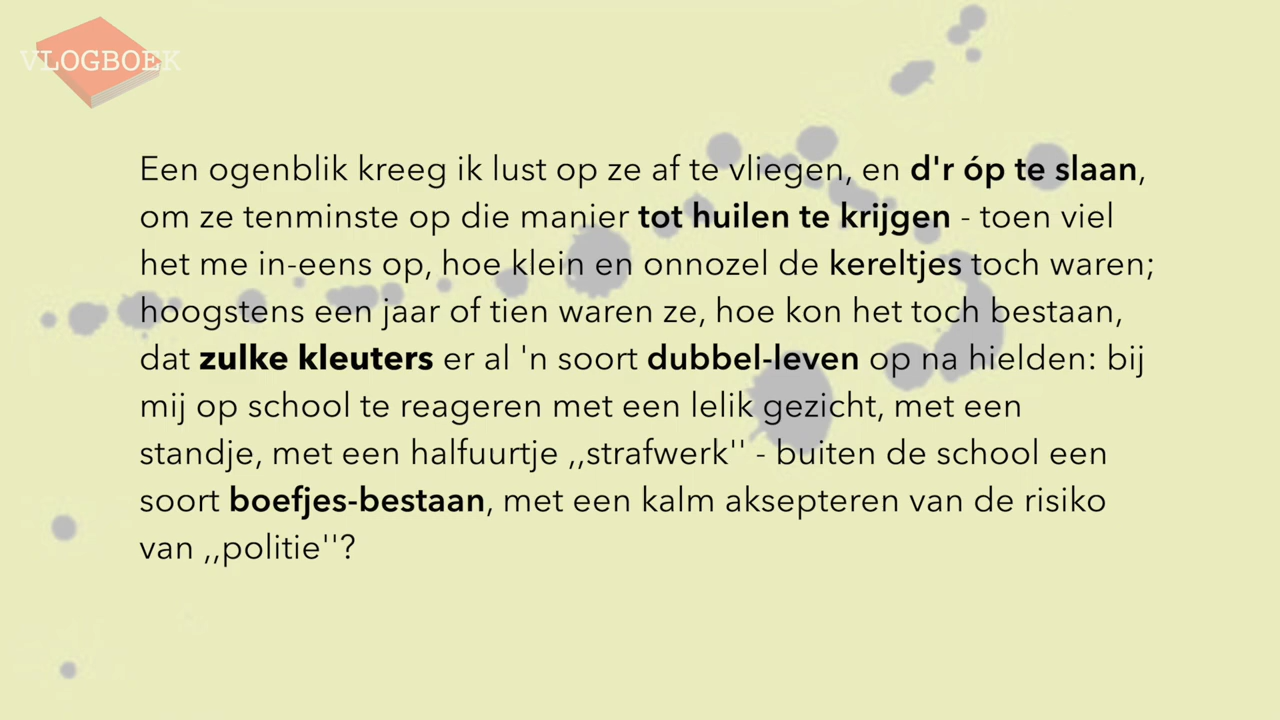 VLOGBOEK
Een ogenblik kreeg ik lust op ze af te vliegen, en d'r óp te slaan,
om ze tenminste op die manier tot huilen te krijgen - toen viel
het me in-eens op, hoe klein en onnozel de kereltjes toch waren;
hoogstens een jaar of tien waren ze, hoe kon het toch bestaan,
dat zulke kleuters er al 'n soort dubbel-leven op na hielden: bij
mij op school te reageren met een lelik gezicht, met een
standje, met een halfuurtje ,,strafwerk'' - buiten de school een
soort boefjes-bestaan, met een kalm aksepteren van de risiko
van ,,politie''?